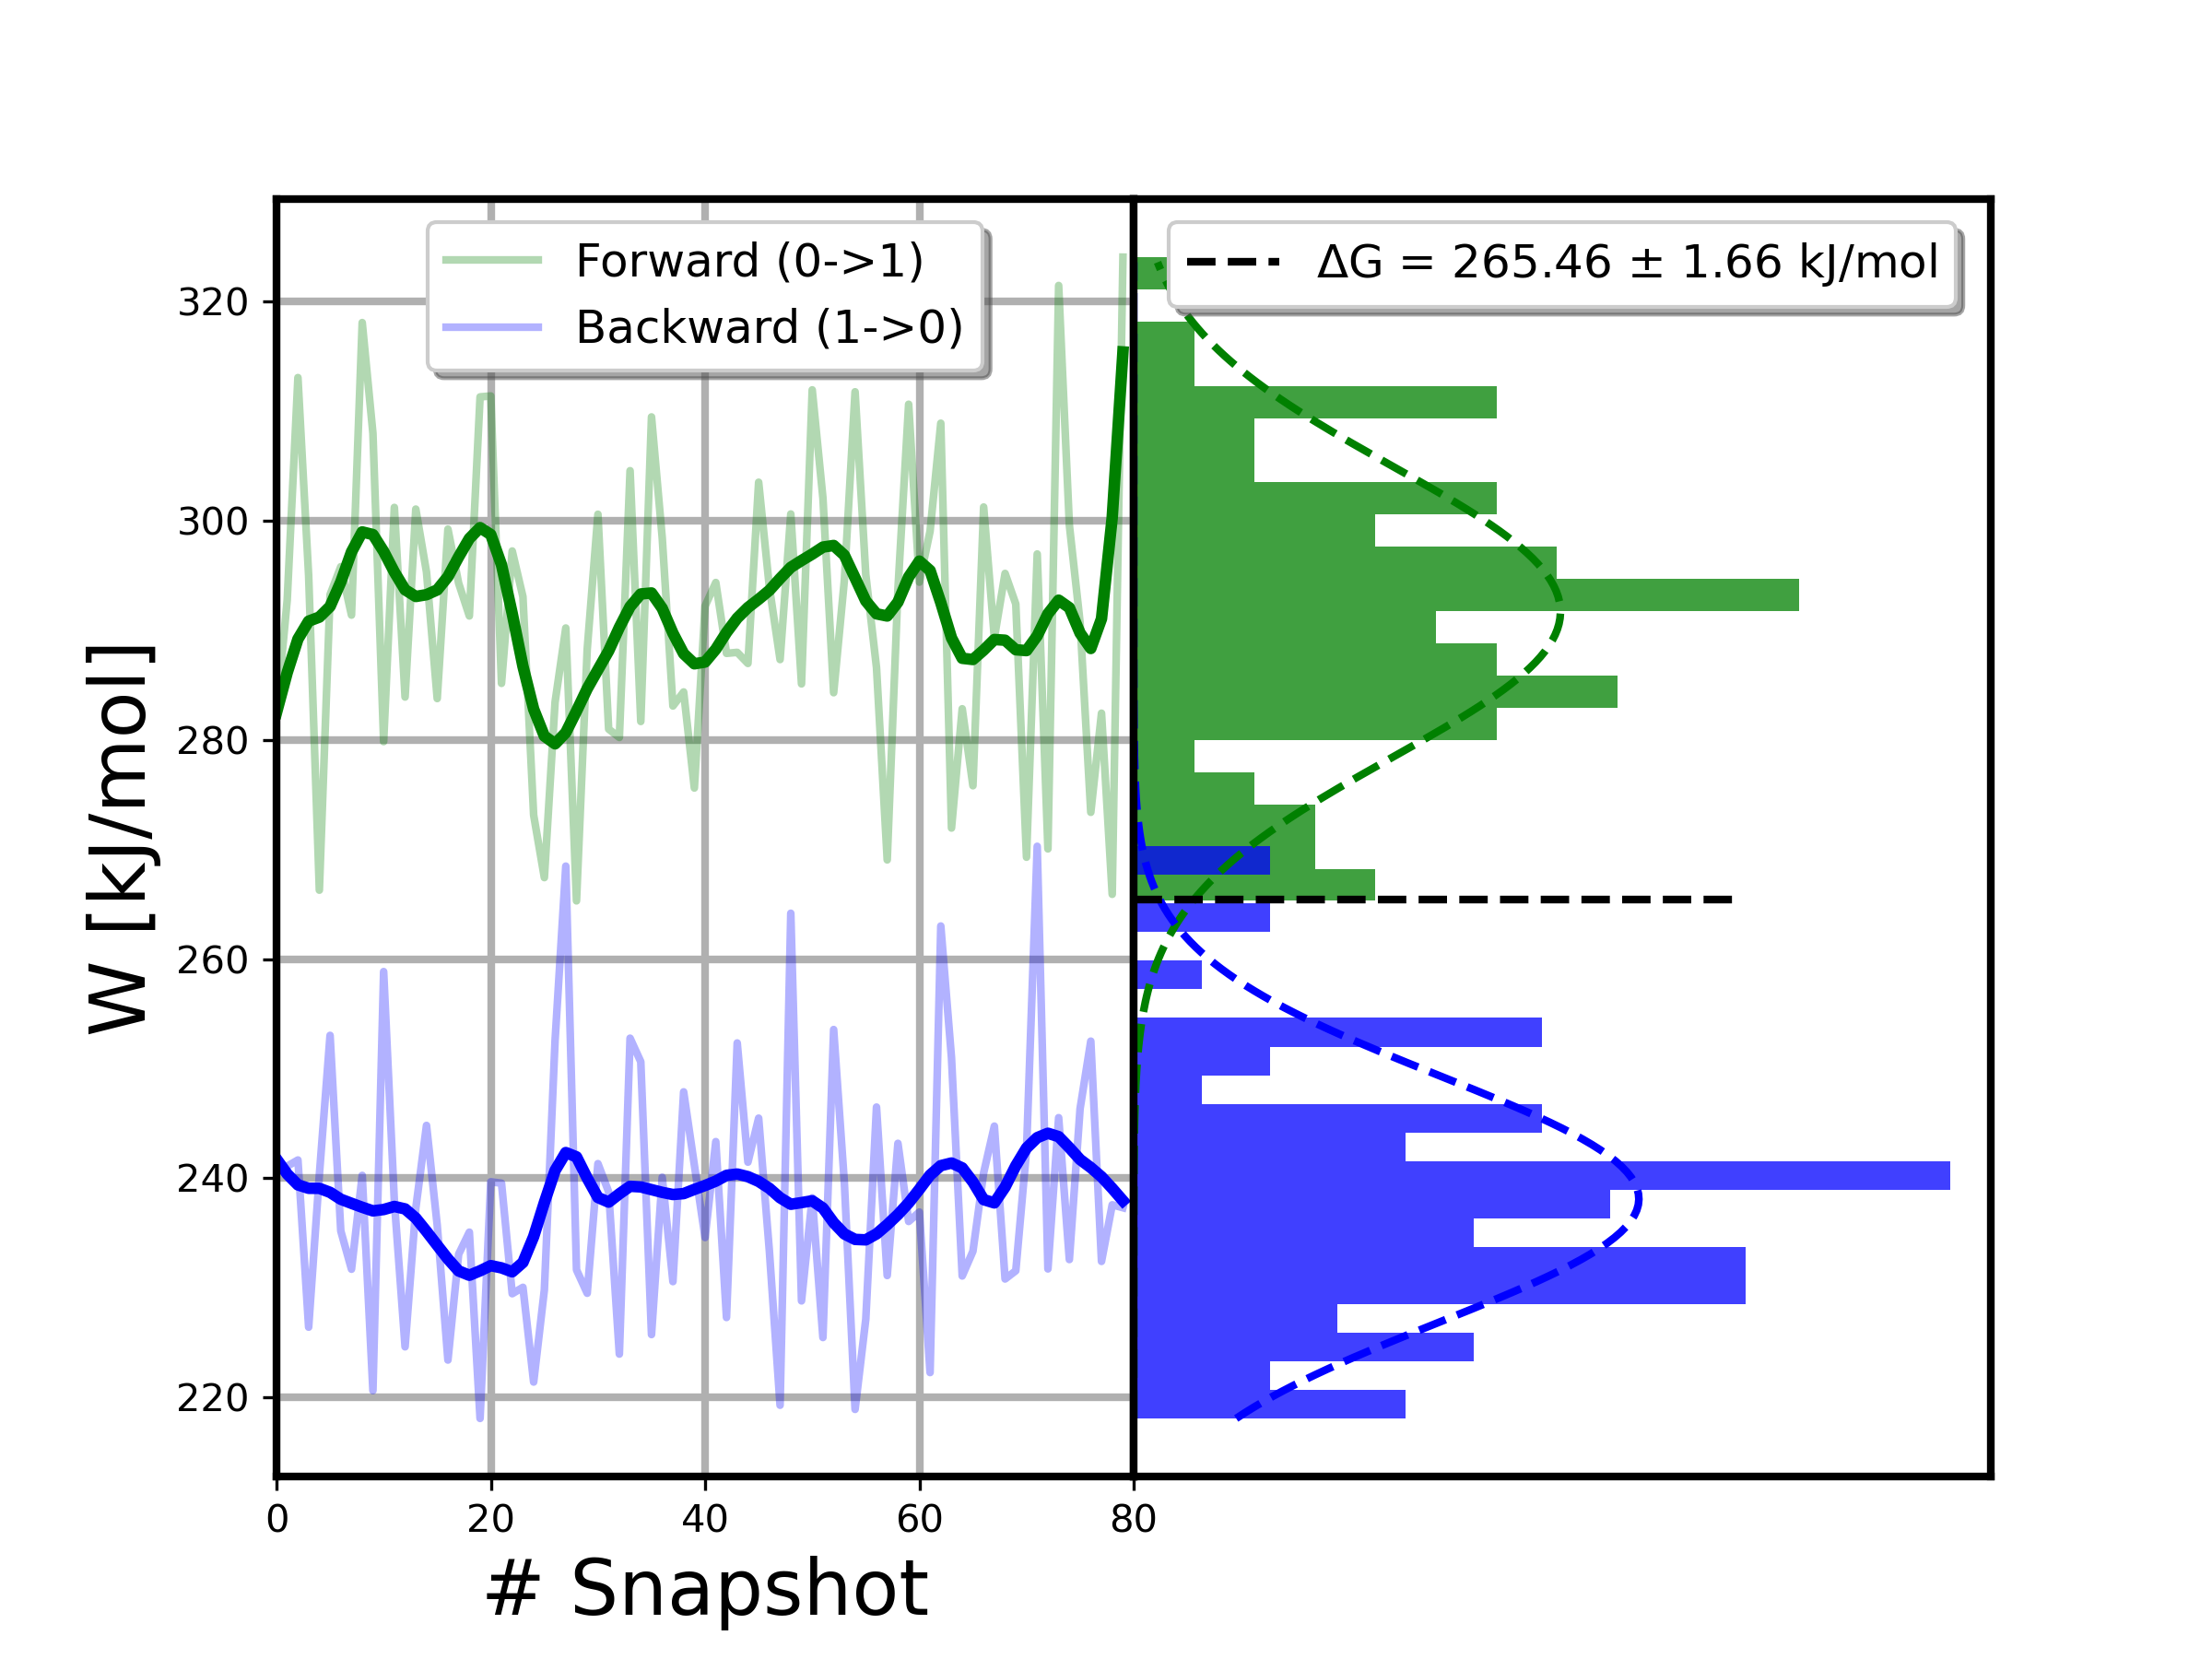 Forward (0->1)
Backward (1->0)
ΔG = 265.46 ± 1.66 kJ/mol
W [kJ/mol]
320
300
280
260
240
220
0 20 40 60 80
# Snapshot